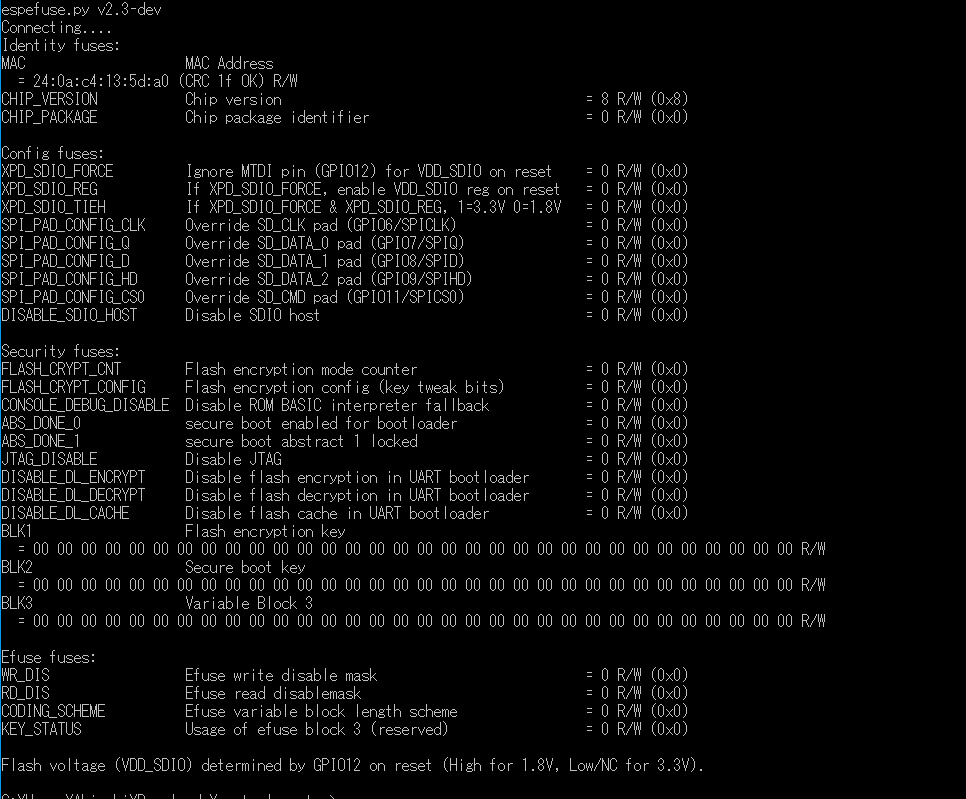 espefuse.py v2.3-dev
Connecting....
Identity fuses:
MAC                    MAC Address
  = 24:0a:c4:13:5d:a0 (CRC 1f OK) R/W
CHIP_VERSION           Chip version                                      = 8 R/W (0x8)
CHIP_PACKAGE           Chip package identifier                           = 0 R/W (0x0)

Config fuses:
XPD_SDIO_FORCE         Ignore MTDI pin (GPIO12) for VDD_SDIO on reset    = 0 R/W (0x0)
XPD_SDIO_REG           If XPD_SDIO_FORCE, enable VDD_SDIO reg on reset   = 0 R/W (0x0)
XPD_SDIO_TIEH          If XPD_SDIO_FORCE & XPD_SDIO_REG, 1=3.3V 0=1.8V   = 0 R/W (0x0)
SPI_PAD_CONFIG_CLK     Override SD_CLK pad (GPIO6/SPICLK)                = 0 R/W (0x0)
SPI_PAD_CONFIG_Q       Override SD_DATA_0 pad (GPIO7/SPIQ)               = 0 R/W (0x0)
SPI_PAD_CONFIG_D       Override SD_DATA_1 pad (GPIO8/SPID)               = 0 R/W (0x0)
SPI_PAD_CONFIG_HD      Override SD_DATA_2 pad (GPIO9/SPIHD)              = 0 R/W (0x0)
SPI_PAD_CONFIG_CS0     Override SD_CMD pad (GPIO11/SPICS0)               = 0 R/W (0x0)
DISABLE_SDIO_HOST      Disable SDIO host                                 = 0 R/W (0x0)

Security fuses:
FLASH_CRYPT_CNT        Flash encryption mode counter                     = 0 R/W (0x0)
FLASH_CRYPT_CONFIG     Flash encryption config (key tweak bits)          = 0 R/W (0x0)
CONSOLE_DEBUG_DISABLE  Disable ROM BASIC interpreter fallback            = 0 R/W (0x0)
ABS_DONE_0             secure boot enabled for bootloader                = 0 R/W (0x0)
ABS_DONE_1             secure boot abstract 1 locked                     = 0 R/W (0x0)
JTAG_DISABLE           Disable JTAG                                      = 0 R/W (0x0)
DISABLE_DL_ENCRYPT     Disable flash encryption in UART bootloader       = 0 R/W (0x0)
DISABLE_DL_DECRYPT     Disable flash decryption in UART bootloader       = 0 R/W (0x0)
DISABLE_DL_CACHE       Disable flash cache in UART bootloader            = 0 R/W (0x0)
BLK1                   Flash encryption key
  = 00 00 00 00 00 00 00 00 00 00 00 00 00 00 00 00 00 00 00 00 00 00 00 00 00 00 00 00 00 00 00 00 R/W
BLK2                   Secure boot key
  = 00 00 00 00 00 00 00 00 00 00 00 00 00 00 00 00 00 00 00 00 00 00 00 00 00 00 00 00 00 00 00 00 R/W
BLK3                   Variable Block 3
  = 00 00 00 00 00 00 00 00 00 00 00 00 00 00 00 00 00 00 00 00 00 00 00 00 00 00 00 00 00 00 00 00 R/W

Efuse fuses:
WR_DIS                 Efuse write disable mask                          = 0 R/W (0x0)
RD_DIS                 Efuse read disablemask                            = 0 R/W (0x0)
CODING_SCHEME          Efuse variable block length scheme                = 0 R/W (0x0)
KEY_STATUS             Usage of efuse block 3 (reserved)                 = 0 R/W (0x0)

Flash voltage (VDD_SDIO) determined by GPIO12 on reset (High for 1.8V, Low/NC for 3.3V).